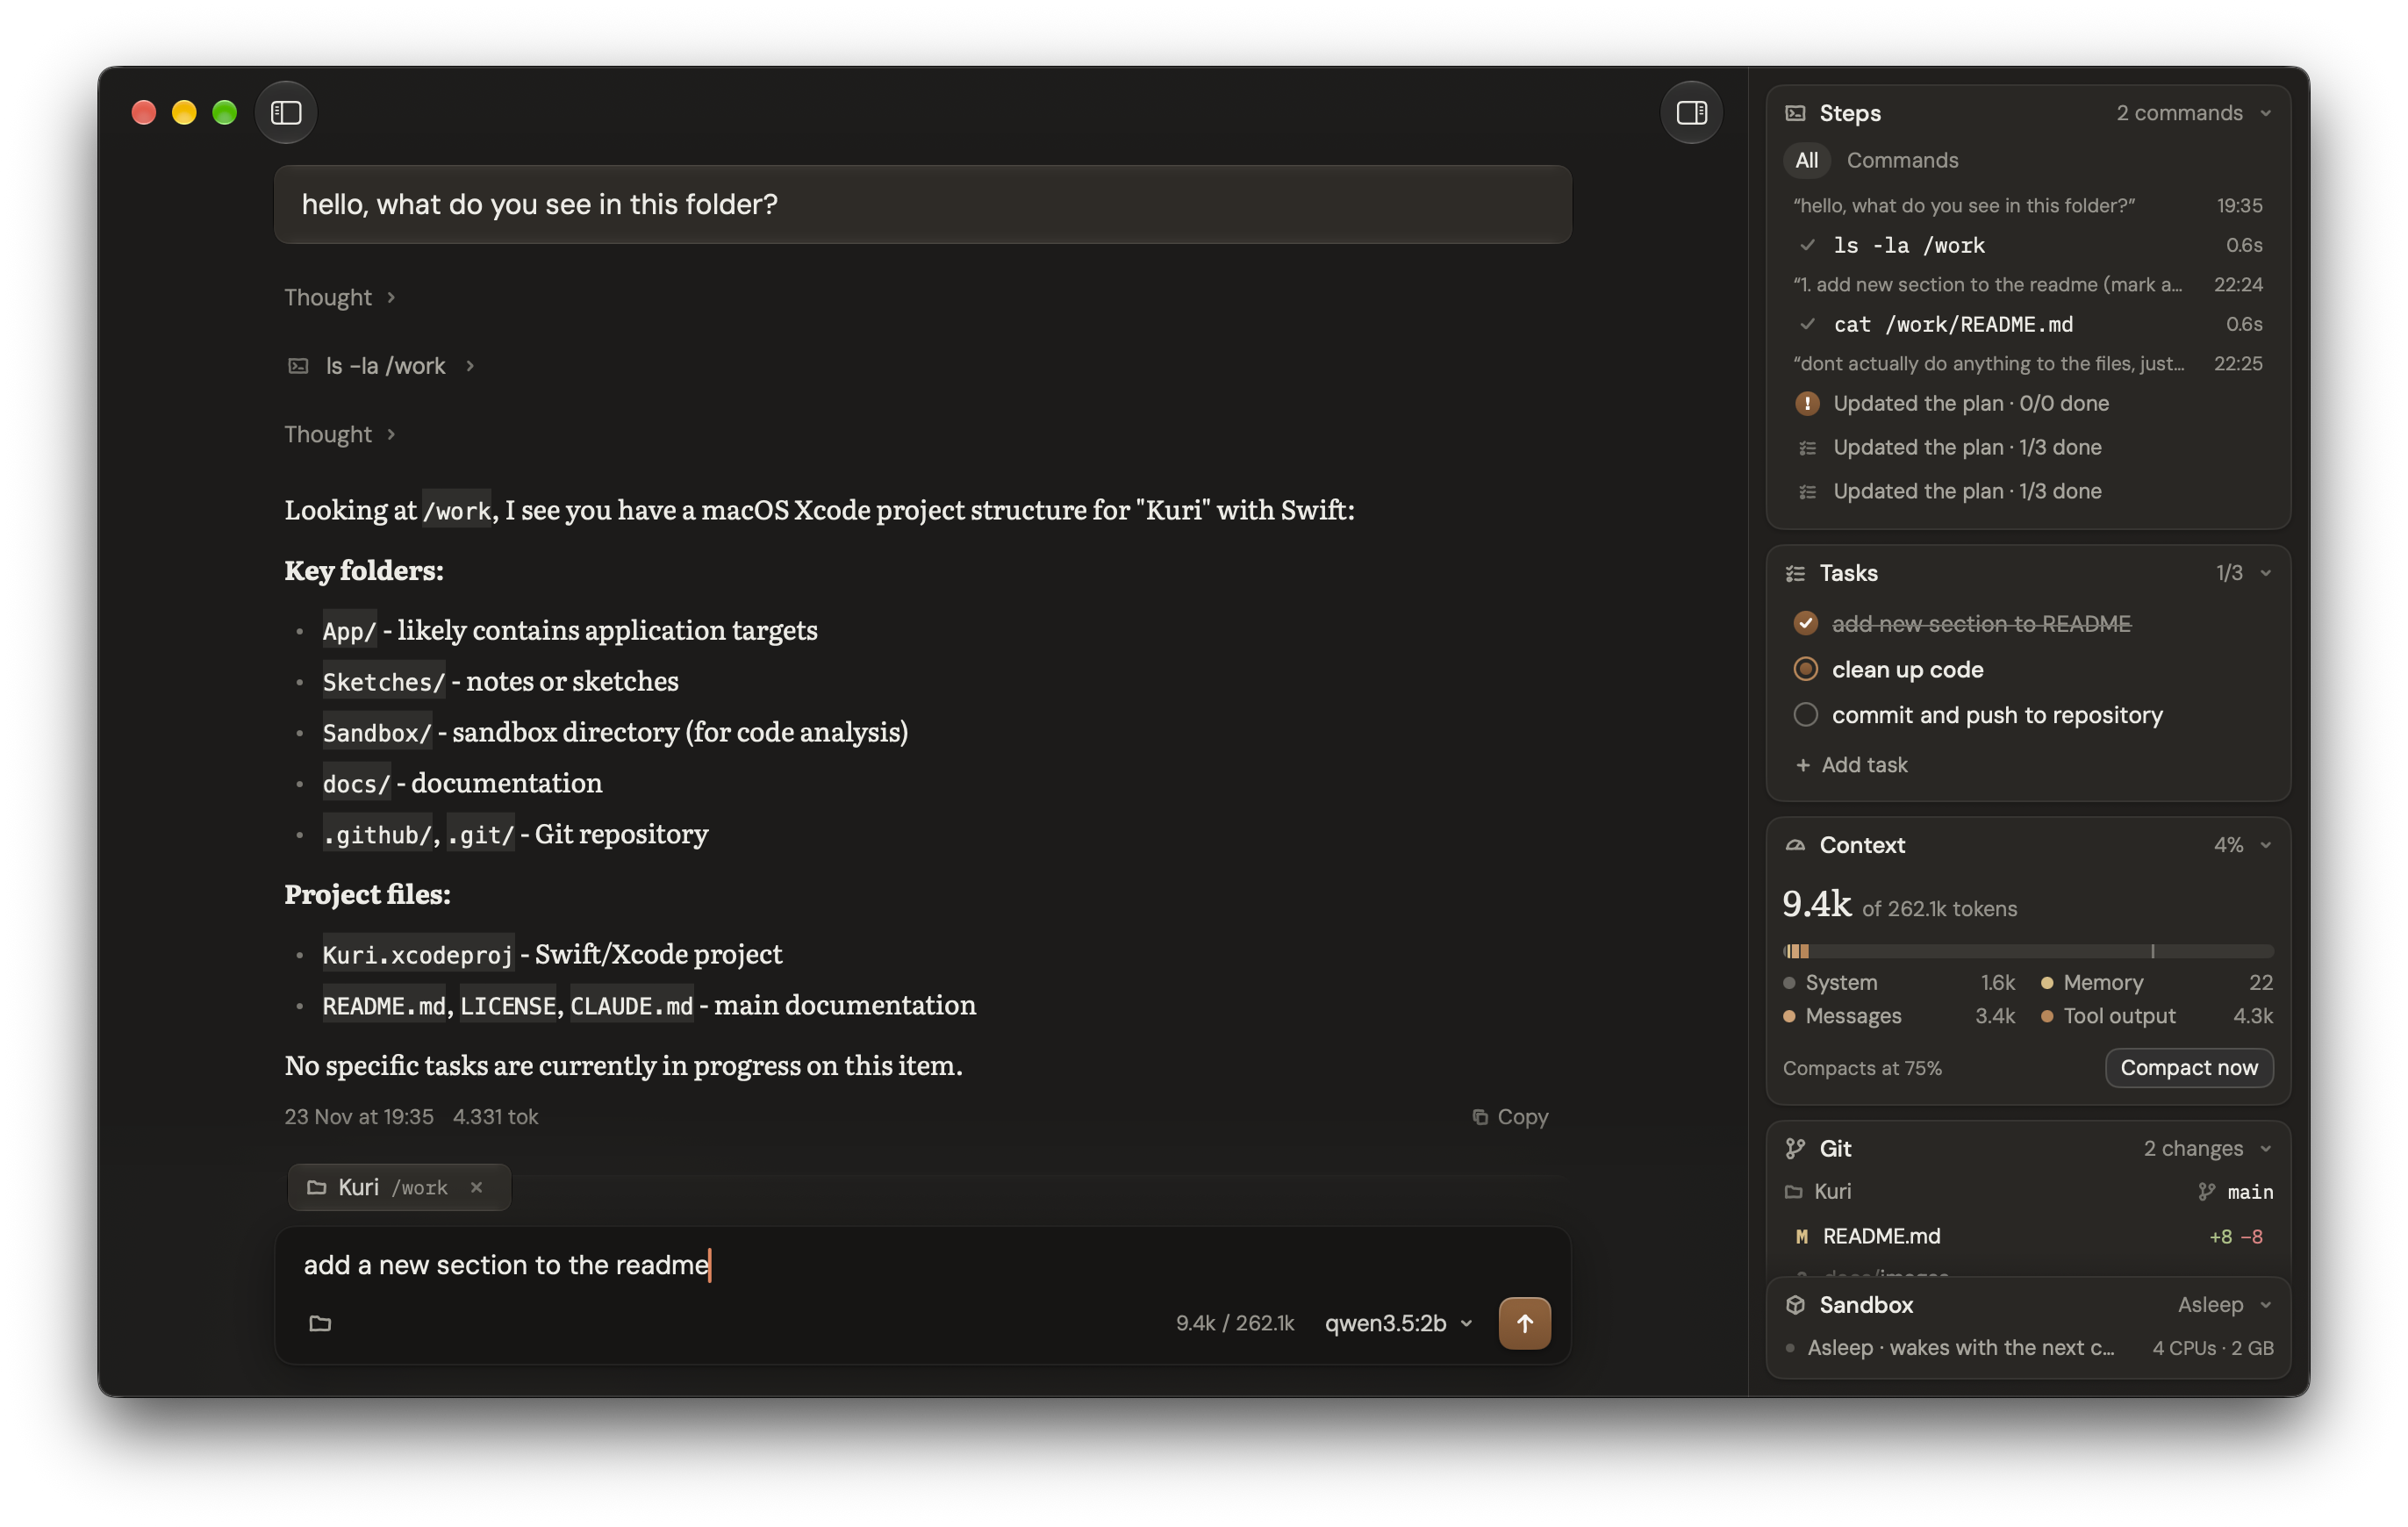 hello, what do you see in this folder?
Thought
ls -la /work
Thought
Looking at /work, I see you have a macOS Xcode project structure for "Kuri" with Swift:
Key folders:
• App/ - likely contains application targets
• Sketches/ - notes or sketches
• Sandbox/ - sandbox directory (for code analysis)
• docs/ - documentation
• .github/, .git/ - Git repository
Project files:
• Kuri.xcodeproj - Swift/Xcode project
• README.md, LICENSE, CLAUDE.md - main documentation
No specific tasks are currently in progress on this item.
23 Nov at 19:35 4.331 tok Copy
Kuri /work ×
add a new section to the readme
9.4k / 262.1k qwen3.5:2b
Steps 2 commands
All Commands
“hello, what do you see in this folder?” 19:35
ls -la /work 0.6s
“1. add new section to the readme (mark a... 22:24
cat /work/README.md 0.6s
“dont actually do anything to the files, just... 22:25
Updated the plan · 0/0 done
Updated the plan · 1/3 done
Updated the plan · 1/3 done
Tasks 1/3
add new section to README
clean up code
commit and push to repository
+ Add task
Context 4%
9.4k of 262.1k tokens
System 1.6k Memory 22
Messages 3.4k Tool output 4.3k
Compacts at 75% Compact now
Git 2 changes
Kuri main
M README.md +8 −8
Sandbox Asleep
Asleep · wakes with the next c... 4 CPUs · 2 GB